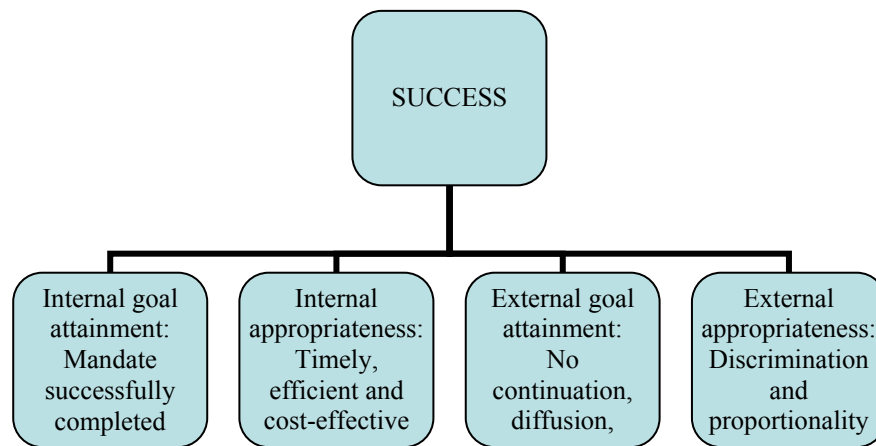 SUCCESS
Internal goal
attainment:
Mandate
successfully
completed
Internal
appropriateness:
Timely,
efficient and
cost-effective
External goal
attainment:
No
continuation,
diffusion,
External
appropriateness:
Discrimination
and
proportionality